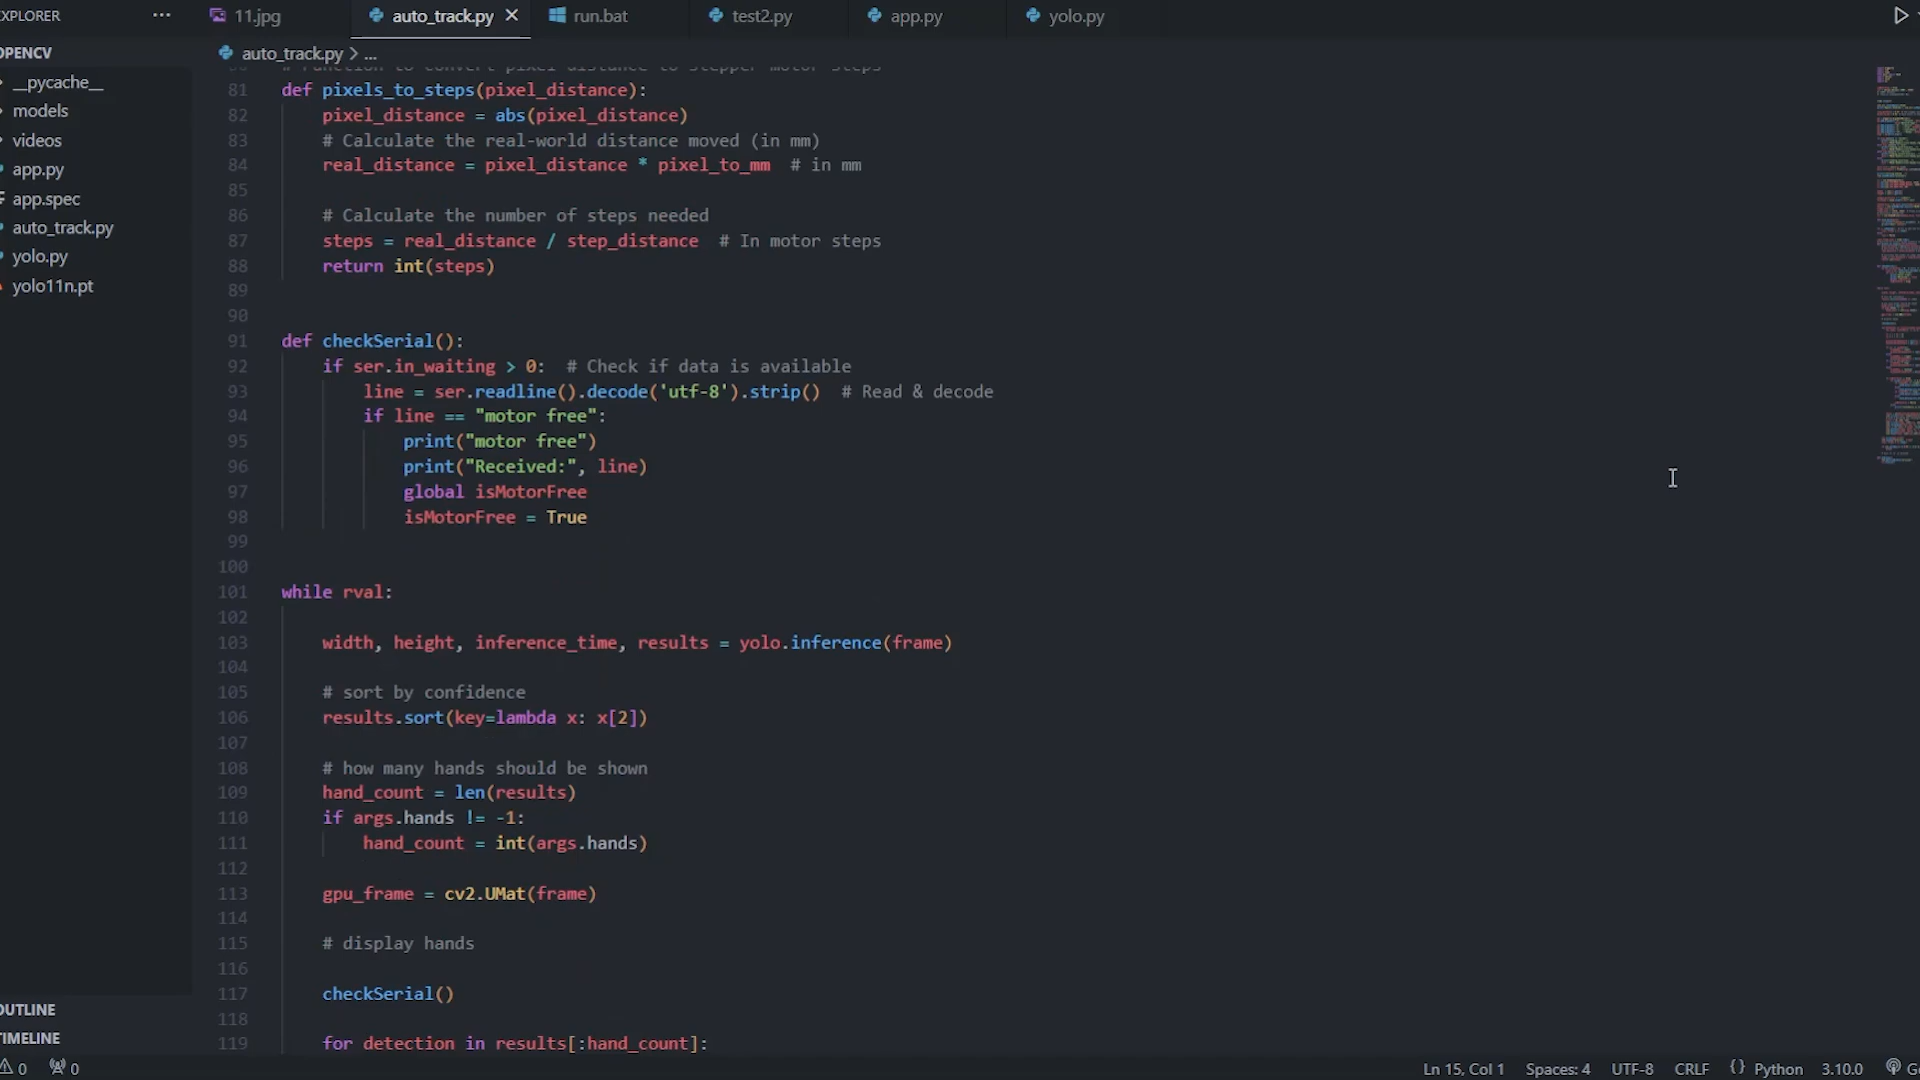 EXPLORER ···
11.jpg
auto_track.py ×
run.bat
test2.py
app.py
yolo.py
OPENCV
__pycache__
models
videos
app.py
app.spec
auto_track.py
yolo.py
yolo11n.pt
OUTLINE
TIMELINE
auto_track.py > ...
# Function to convert pixel distance to stepper motor steps
81 def pixels_to_steps(pixel_distance):
82 pixel_distance = abs(pixel_distance)
83 # Calculate the real-world distance moved (in mm)
84 real_distance = pixel_distance * pixel_to_mm # in mm
85
86 # Calculate the number of steps needed
87 steps = real_distance / step_distance # In motor steps
88 return int(steps)
89
90
91 def checkSerial():
92 if ser.in_waiting > 0: # Check if data is available
93 line = ser.readline().decode('utf-8').strip() # Read & decode
94 if line == "motor free":
95 print("motor free")
96 print("Received:", line)
97 global isMotorFree
98 isMotorFree = True
99
100
101 while rval:
102
103 width, height, inference_time, results = yolo.inference(frame)
104
105 # sort by confidence
106 results.sort(key=lambda x: x[2])
107
108 # how many hands should be shown
109 hand_count = len(results)
110 if args.hands != -1:
111 hand_count = int(args.hands)
112
113 gpu_frame = cv2.UMat(frame)
114
115 # display hands
116
117 checkSerial()
118
119 for detection in results[:hand_count]:
0 0
Ln 15, Col 1 Spaces: 4 UTF-8 CRLF {} Python 3.10.0